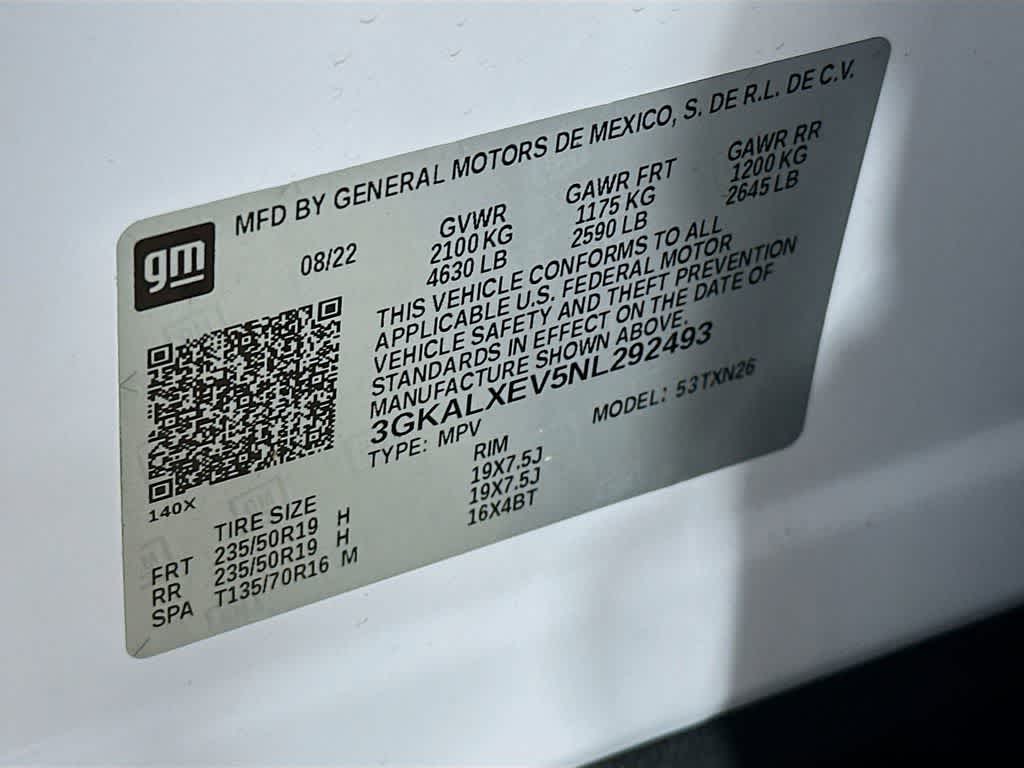 MFD BY GENERAL MOTORS DE MEXICO, S. DE R.L. DE C.V.
gm
08/22
GVWR
2100 KG
4630 LB
GAWR FRT
1175 KG
2590 LB
GAWR RR
1200 KG
2645 LB
THIS VEHICLE CONFORMS TO ALL
APPLICABLE U.S. FEDERAL MOTOR
VEHICLE SAFETY AND THEFT PREVENTION
STANDARDS IN EFFECT ON THE DATE OF
MANUFACTURE SHOWN ABOVE.
3GKALXEV5NL292493
TYPE: MPV
MODEL: 53TXN26
140X
TIRE SIZE RIM
FRT 235/50R19 H 19X7.5J
RR 235/50R19 H 19X7.5J
SPA T135/70R16 M 16X4BT